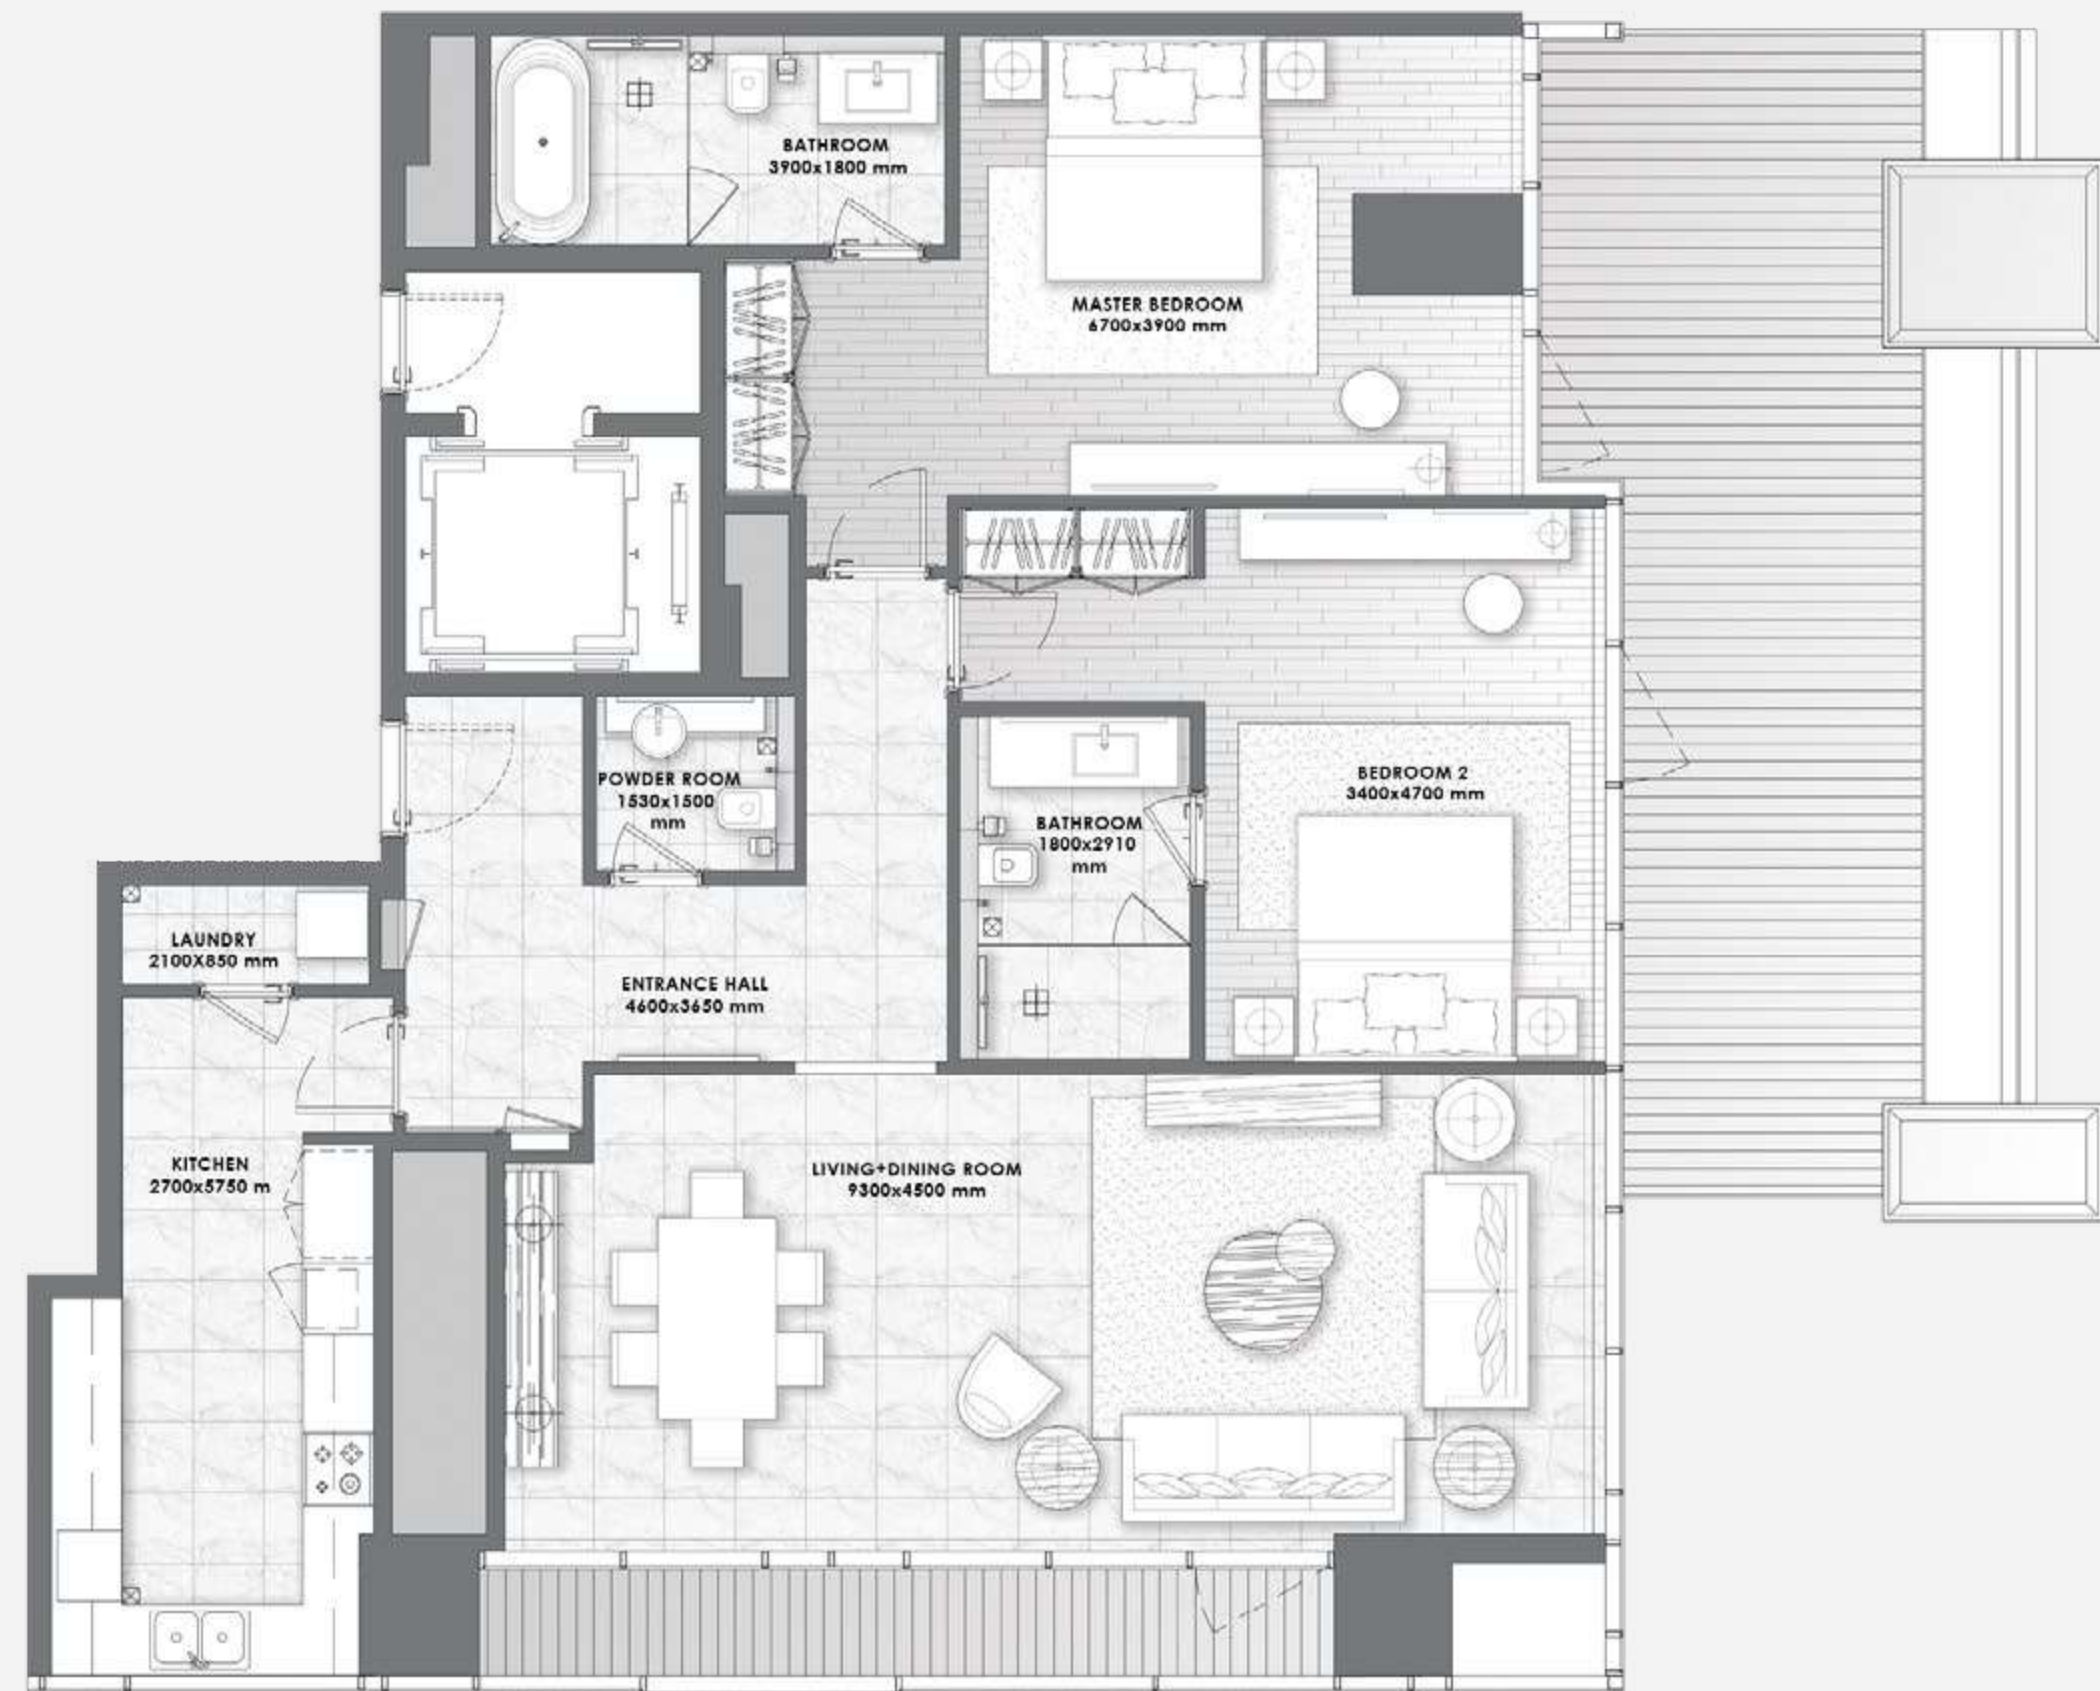 BATHROOM
3900x1800 mm
MASTER BEDROOM
6700x3900 mm
POWDER ROOM
1530x1500
mm
BEDROOM 2
3400x4700 mm
BATHROOM
1800x2910
mm
LAUNDRY
2100X850 mm
ENTRANCE HALL
4600x3650 mm
KITCHEN
2700x5750 m
LIVING+DINING ROOM
9300x4500 mm